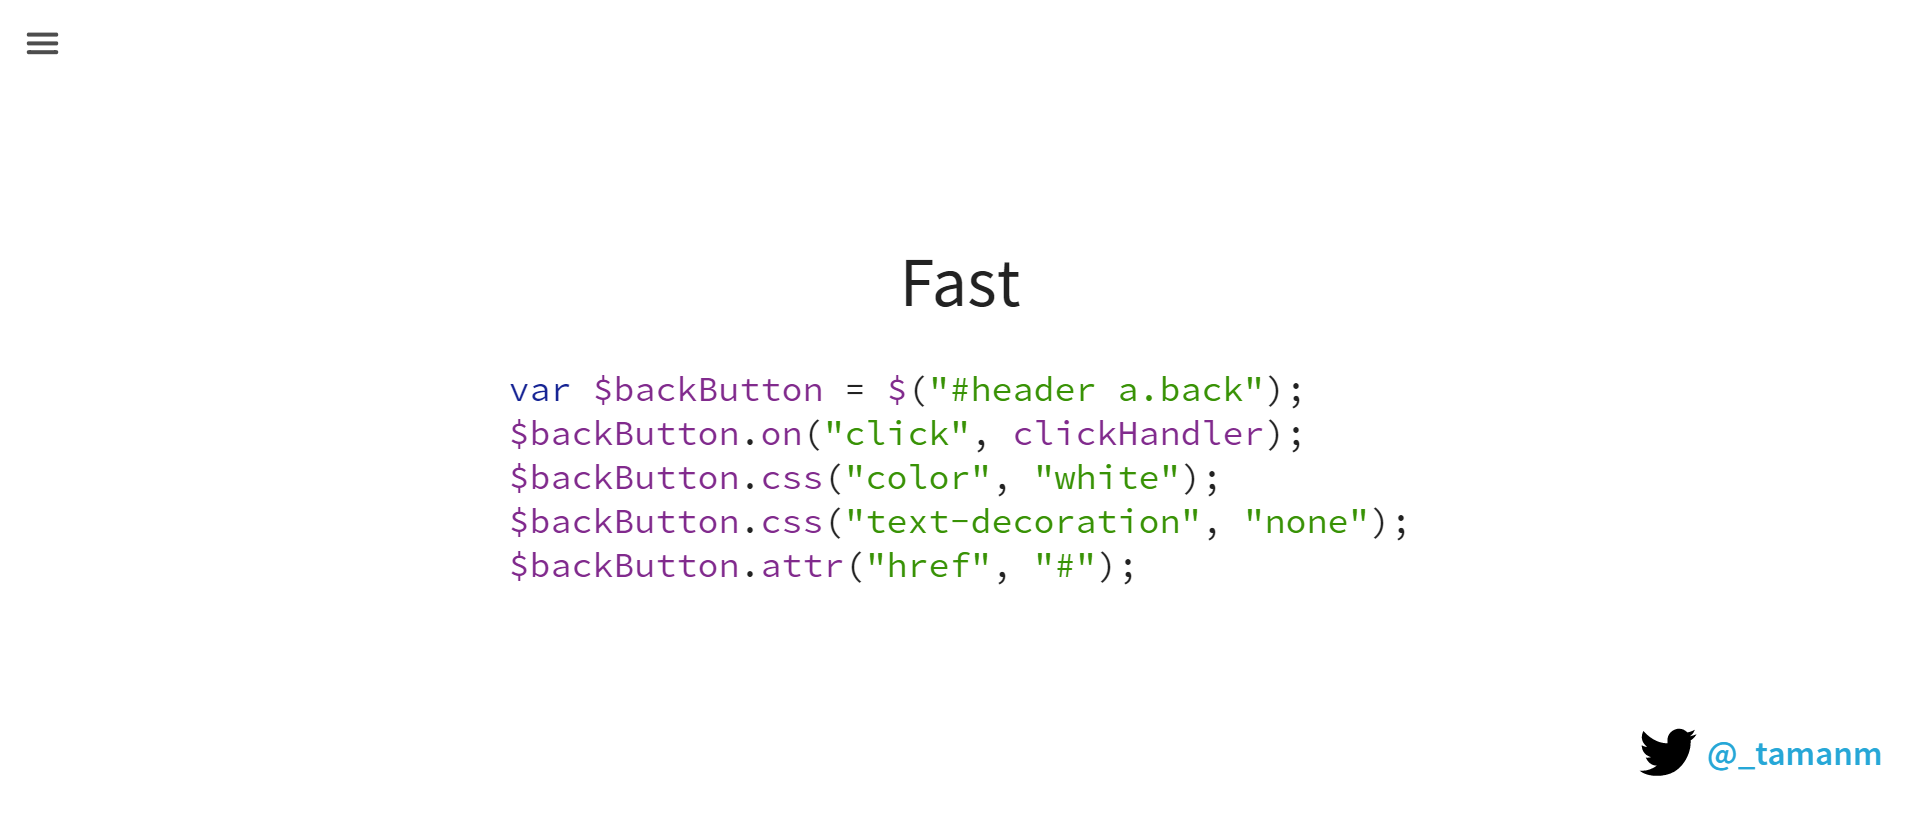 Fast
var $backButton = $("#header a.back");
$backButton.on("click", clickHandler);
$backButton.css("color", "white");
$backButton.css("text-decoration", "none");
$backButton.attr("href", "#");
@_tamanm